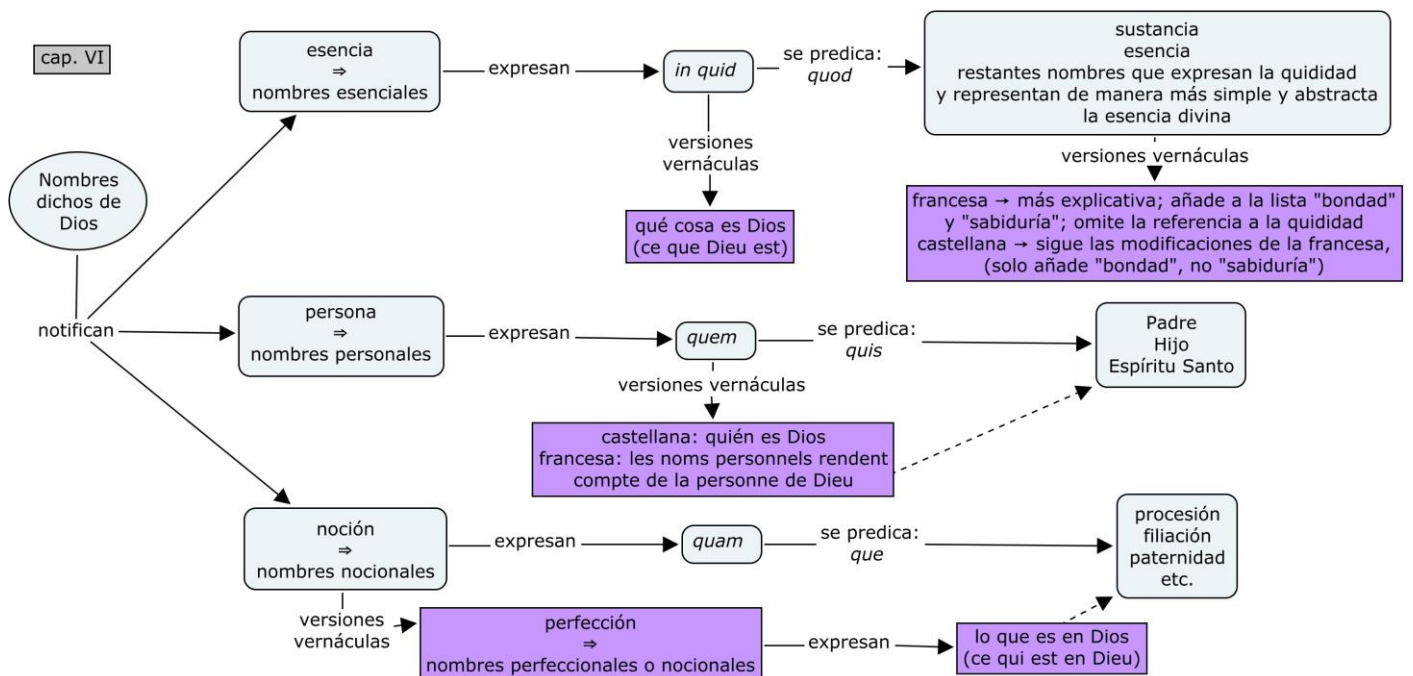 cap. VI
Nombres
dichos de
Dios
notifican
esencia
⇒
nombres esenciales
expresan
in quid
se predica:
quod
sustancia
esencia
restantes nombres que expresan la quididad
y representan de manera más simple y abstracta
la esencia divina
versiones
vernáculas
qué cosa es Dios
(ce que Dieu est)
versiones vernáculas
francesa → más explicativa; añade a la lista "bondad"
y "sabiduría"; omite la referencia a la quididad
castellana → sigue las modificaciones de la francesa,
(solo añade "bondad", no "sabiduría")
persona
⇒
nombres personales
expresan
quem
se predica:
quis
Padre
Hijo
Espíritu Santo
versiones vernáculas
castellana: quién es Dios
francesa: les noms personnels rendent
compte de la personne de Dieu
noción
⇒
nombres nocionales
expresan
quam
se predica:
que
procesión
filiación
paternidad
etc.
versiones
vernáculas
perfección
⇒
nombres perfeccionales o nocionales
expresan
lo que es en Dios
(ce qui est en Dieu)